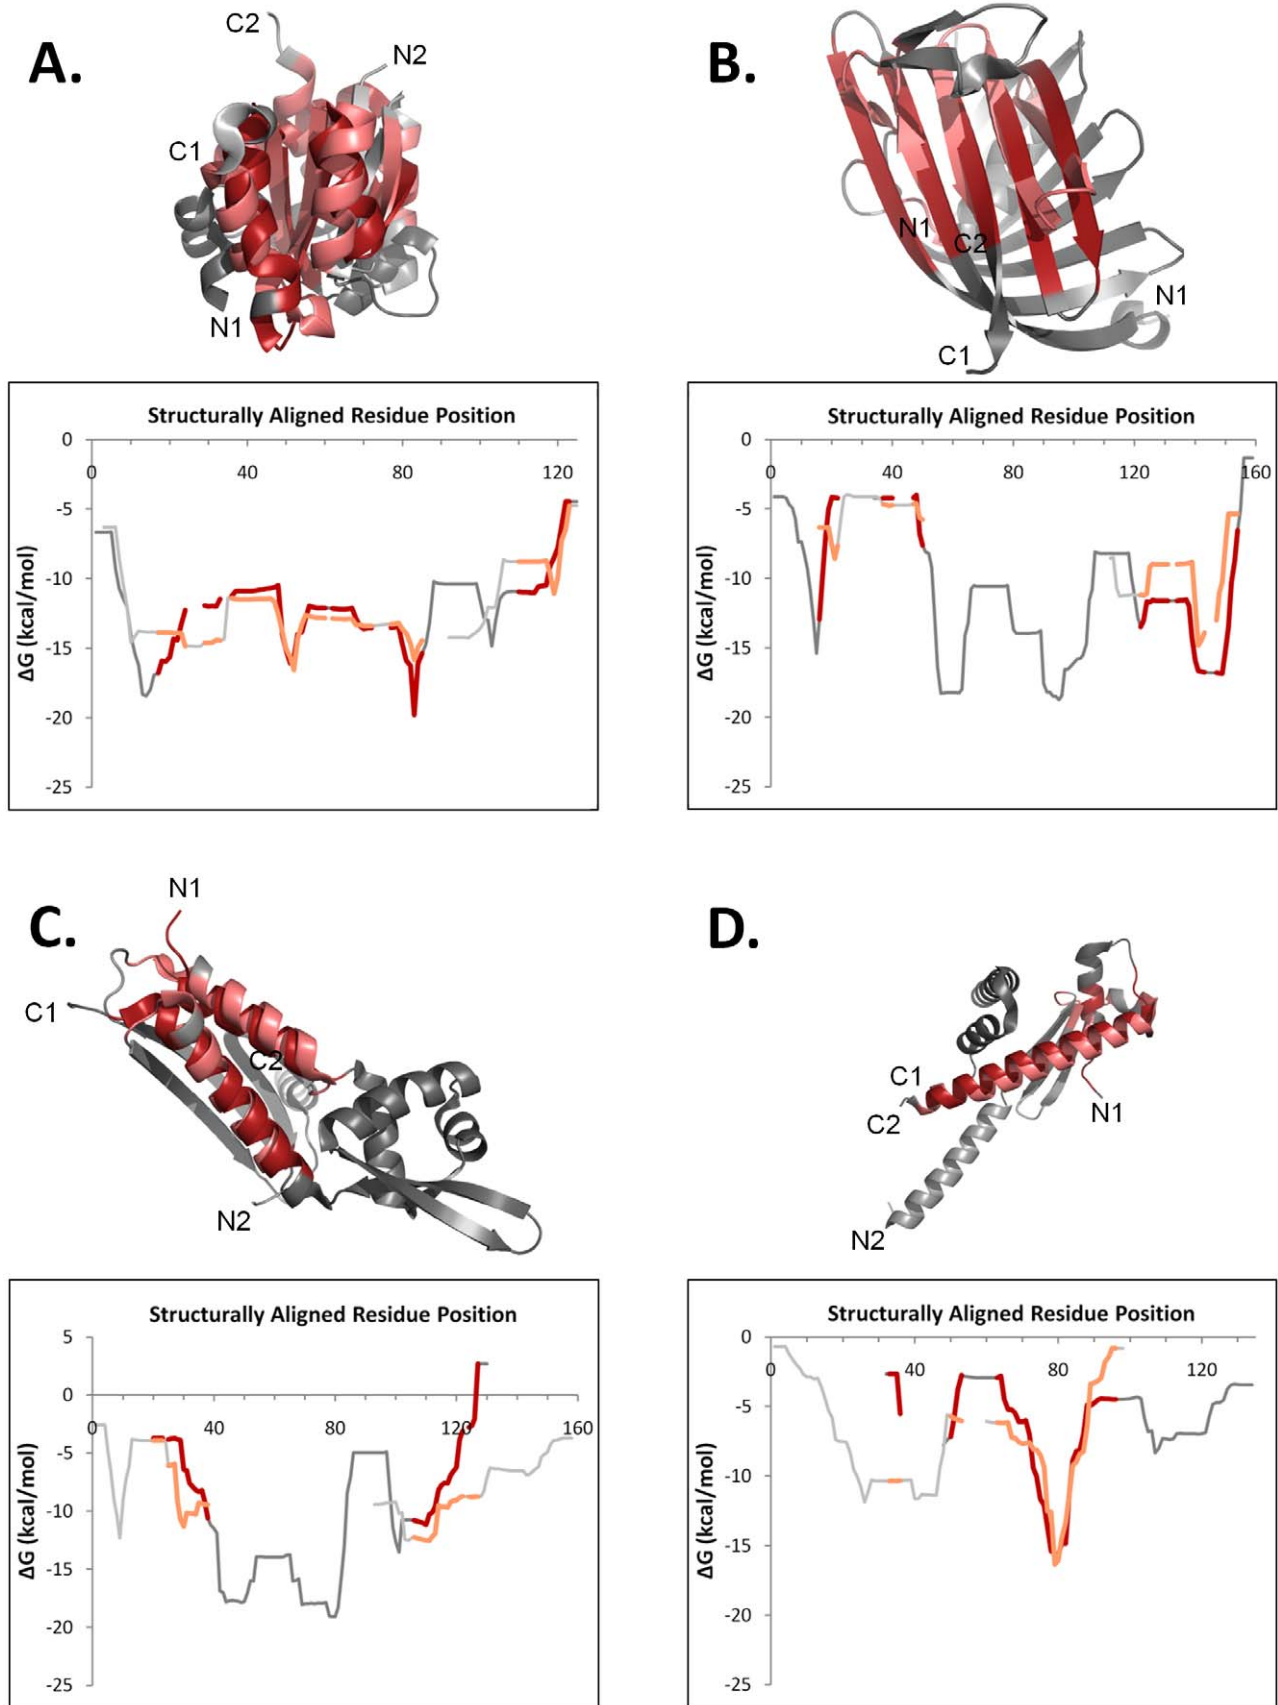 A.
C2
N2
C1
N1
B.
N1
C2
N1
C1
Structurally Aligned Residue Position
0
0 40 80 120
-5
-10
-15
-20
-25
ΔG (kcal/mol)
Structurally Aligned Residue Position
0
0 40 80 120 160
-5
-10
-15
-20
-25
ΔG (kcal/mol)
C.
N1
C1
C2
N2
D.
C1
C2
N1
N2
Structurally Aligned Residue Position
5
0
0 40 80 120 160
-5
-10
-15
-20
-25
ΔG (kcal/mol)
Structurally Aligned Residue Position
0
0 40 80 120
-5
-10
-15
-20
-25
ΔG (kcal/mol)